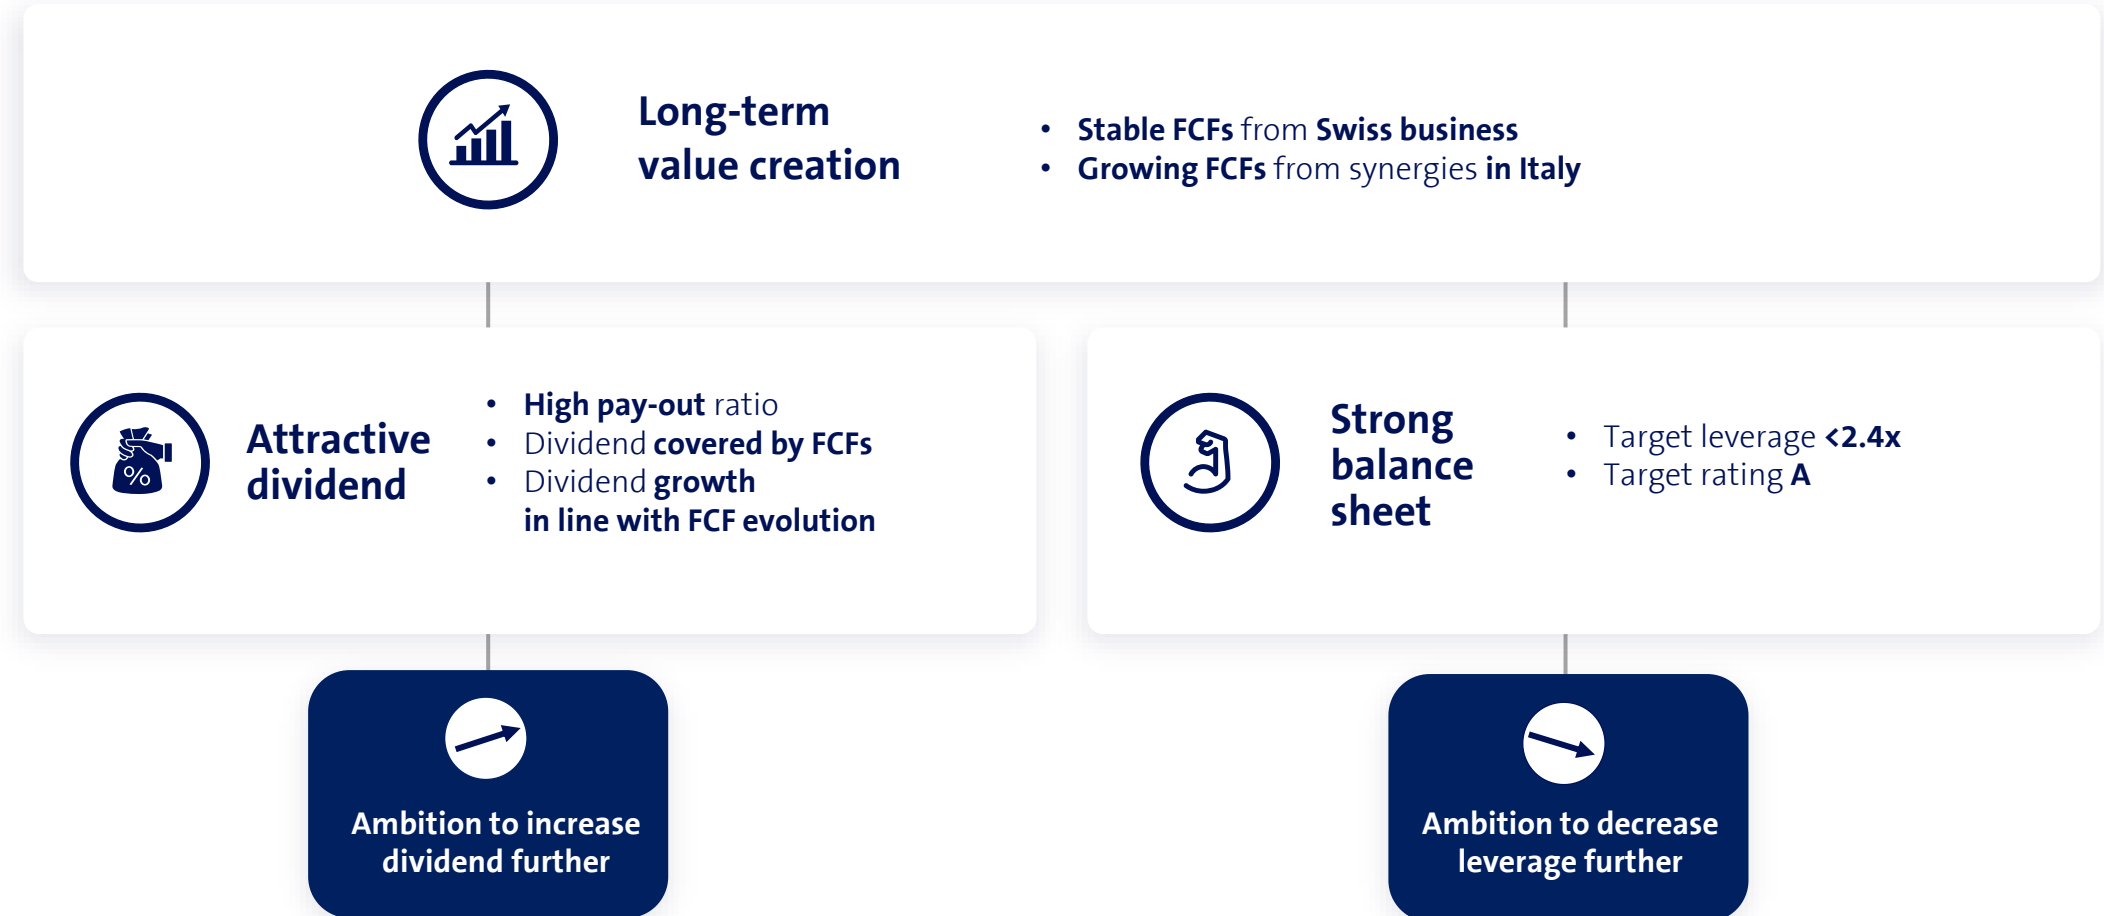 Long-term
value creation
• Stable FCFs from Swiss business
• Growing FCFs from synergies in Italy
%
Attractive
dividend
• High pay-out ratio
• Dividend covered by FCFs
• Dividend growth
in line with FCF evolution
Strong
balance
sheet
• Target leverage <2.4x
• Target rating A
Ambition to increase
dividend further
Ambition to decrease
leverage further